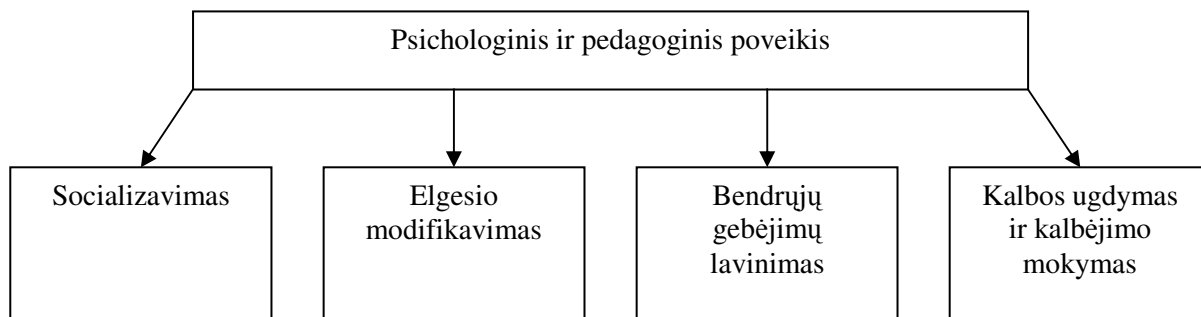 Psichologinis ir pedagoginis poveikis
Socializavimas
Elgesio
modifikavimas
Bendrųjų
gebėjimų
lavinimas
Kalbos ugdymas
ir kalbėjimo
mokymas